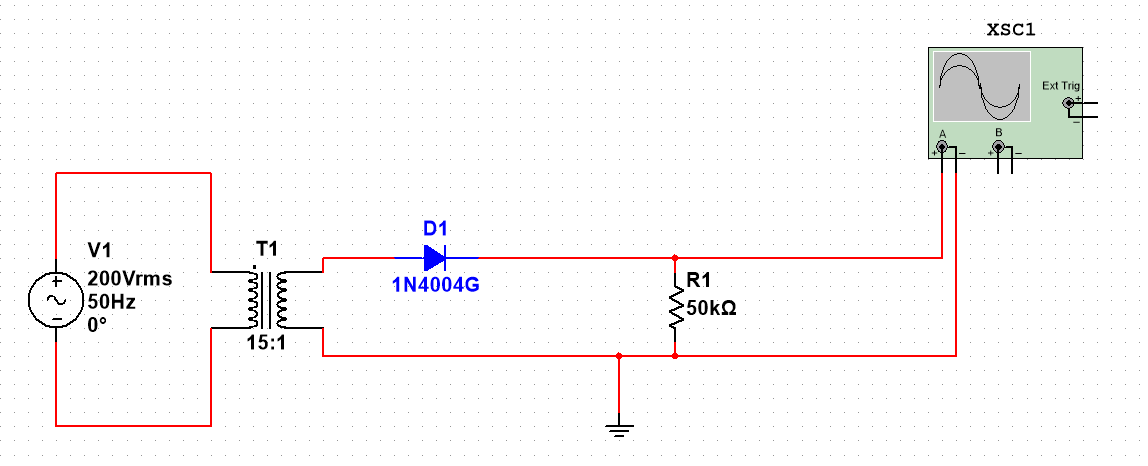 XSC1
Ext Trig
+
−
A
B
+ −
+ −
V1
200Vrms
50Hz
0°
+
−
T1
15:1
D1
1N4004G
R1
50kΩ